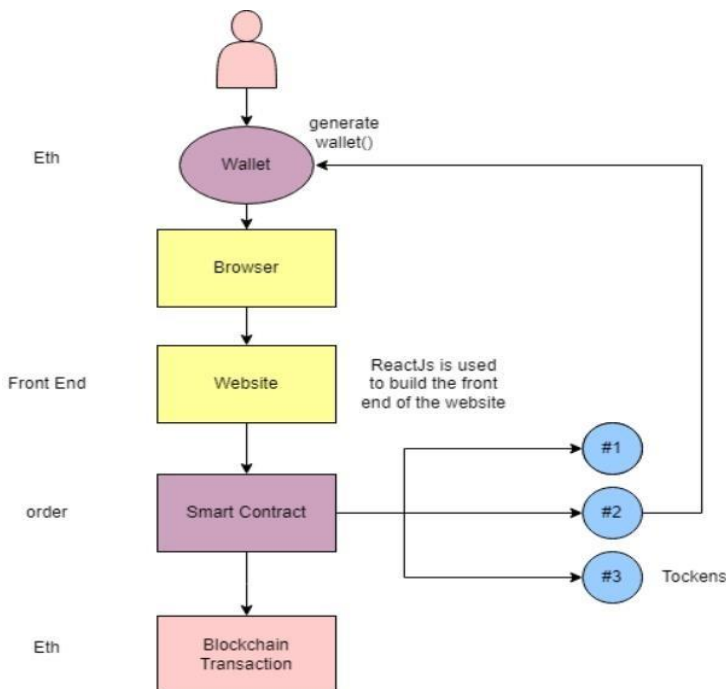 generate
wallet()
Eth
Wallet
Browser
ReactJs is used
to build the front
end of the website
Front End
Website
#1
order
Smart Contract
#2
#3
Tockens
Eth
Blockchain
Transaction